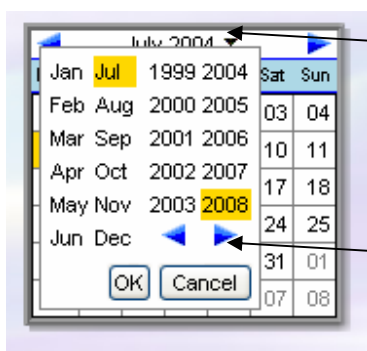 July 2004
Sat Sun
Jan Jul 1999 2004
Feb Aug 2000 2005 03 04
Mar Sep 2001 2006 10 11
Apr Oct 2002 2007 17 18
May Nov 2003 2008 24 25
Jun Dec 31 01
OK Cancel 07 08